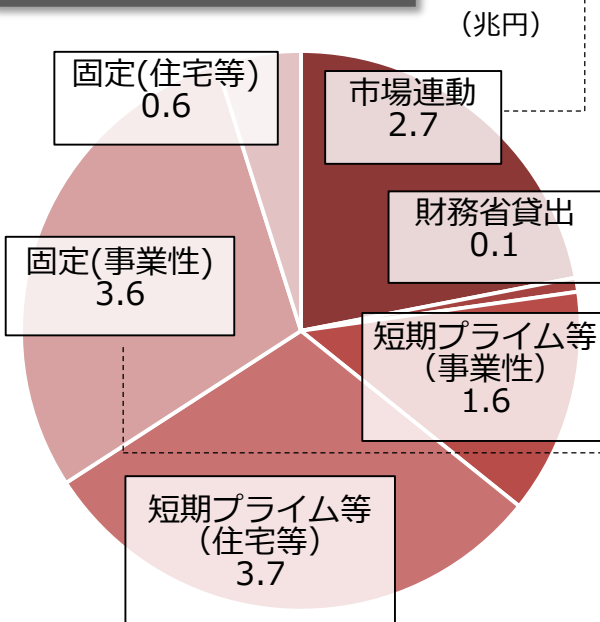 （兆円）
固定(住宅等)
0.6
市場連動
2.7
財務省貸出
0.1
固定(事業性)
3.6
短期プライム等
（事業性）
1.6
短期プライム等
（住宅等）
3.7